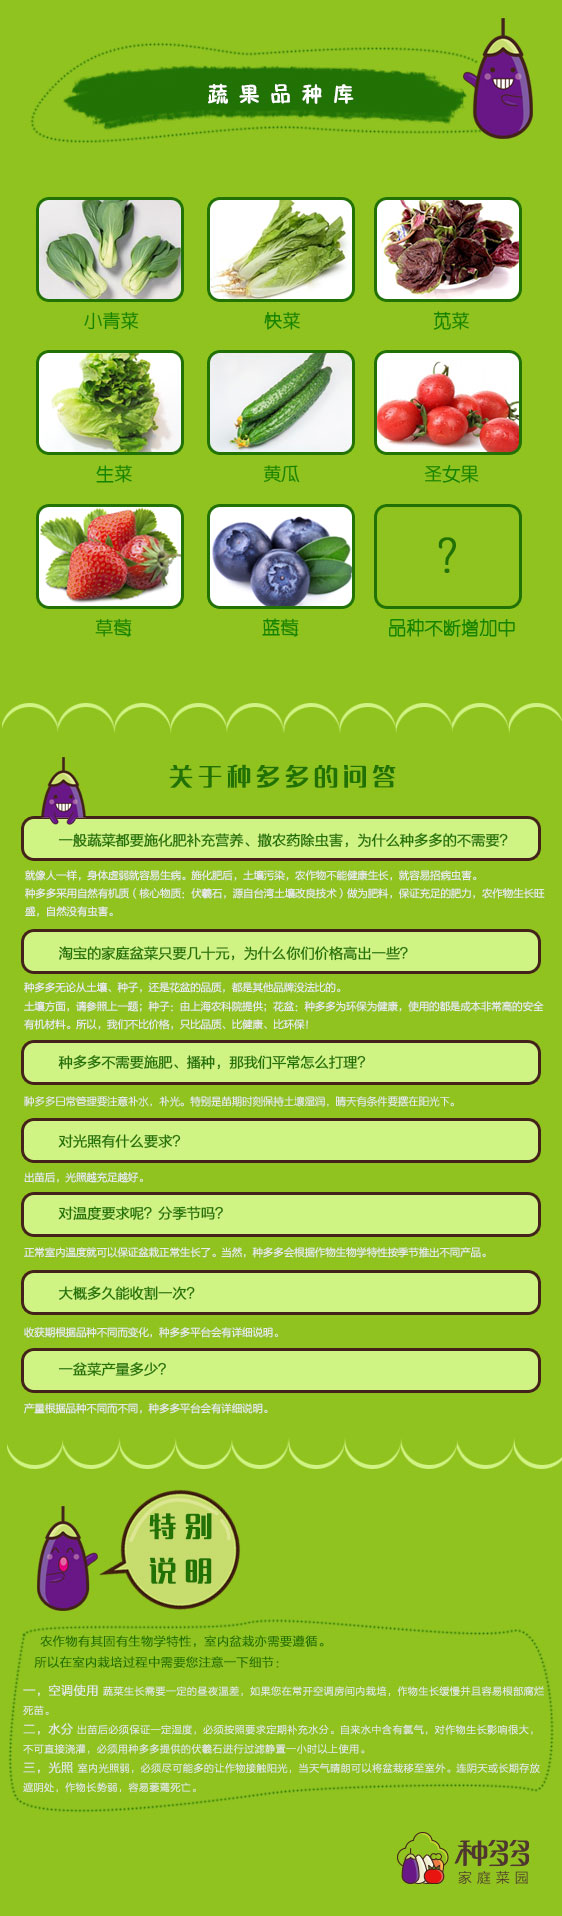 蔬果品种库
小青菜
快菜
苋菜
生菜
黄瓜
圣女果
草莓
蓝莓
?
品种不断增加中
关于种多多的问答
一般蔬菜都要施化肥补充营养、撒农药除虫害，为什么种多多的不需要?
就像人一样，身体虚弱就容易生病。施化肥后，土壤污染，农作物不能健康生长，就容易招病虫害。
种多多采用自然有机质（核心物质：伏羲石，源自台湾土壤改良技术）做为肥料，保证充足的肥力，农作物生长旺
盛，自然没有虫害。
淘宝的家庭盆菜只要几十元，为什么你们价格高出一些?
种多多无论从土壤、种子，还是花盆的品质，都是其他品牌没法比的。
土壤方面，请参照上一题；种子：由上海农科院提供；花盆：种多多为环保为健康，使用的都是成本非常高的安全
有机材料。所以，我们不比价格，只比品质、比健康、比环保！
种多多不需要施肥、播种，那我们平常怎么打理?
种多多日常管理要注意补水，补光。特别是苗期时刻保持土壤湿润，晴天有条件要摆在阳光下。
对光照有什么要求?
出苗后，光照越充足越好。
对温度要求呢？分季节吗?
正常室内温度就可以保证盆栽正常生长了。当然，种多多会根据作物生物学特性按季节推出不同产品。
大概多久能收割一次?
收获期根据品种不同而变化，种多多平台会有详细说明。
一盆菜产量多少?
产量根据品种不同而不同，种多多平台会有详细说明。
特别
说明
农作物有其固有生物学特性，室内盆栽亦需要遵循。
所以在室内栽培过程中需要您注意一下细节：
一，空调使用 蔬菜生长需要一定的昼夜温差，如果您在常开空调房间内栽培，作物生长缓慢并且容易根部腐烂
死苗。
二，水分 出苗后必须保证一定湿度，必须按照要求定期补充水分。自来水中含有氯气，对作物生长影响很大，
不可直接浇灌，必须用种多多提供的伏羲石进行过滤静置一小时以上使用。
三，光照 室内光照弱，必须尽可能多的让作物接触阳光，当天气晴朗可以将盆栽移至室外。连阴天或长期存放
遮阴处，作物长势弱，容易萎蔫死亡。
种多多
家庭菜园